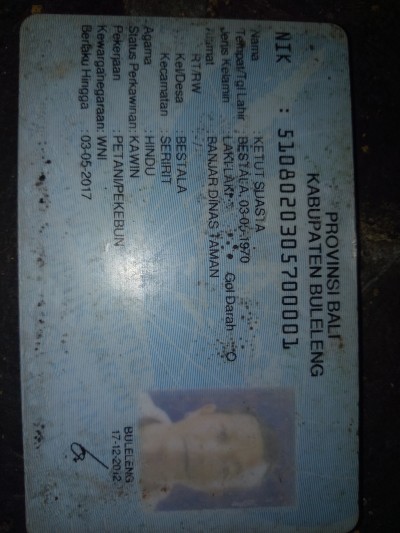 PROVINSI BALI
KABUPATEN BULELENG
NIK : 5108020305700001
Nama : KETUT SUASTA
Tempat/Tgl Lahir : BESTALA, 03-05-1970
Jenis Kelamin : LAKI-LAKI Gol Darah : O
Alamat : BANJAR DINAS TAMAN
RT/RW
Kel/Desa : BESTALA
Kecamatan : SERIRIT
Agama : HINDU
Status Perkawinan : KAWIN
Pekerjaan : PETANI/PEKEBUN
Kewarganegaraan : WNI
Berlaku Hingga : 03-05-2017
BULELENG
17-12-2012